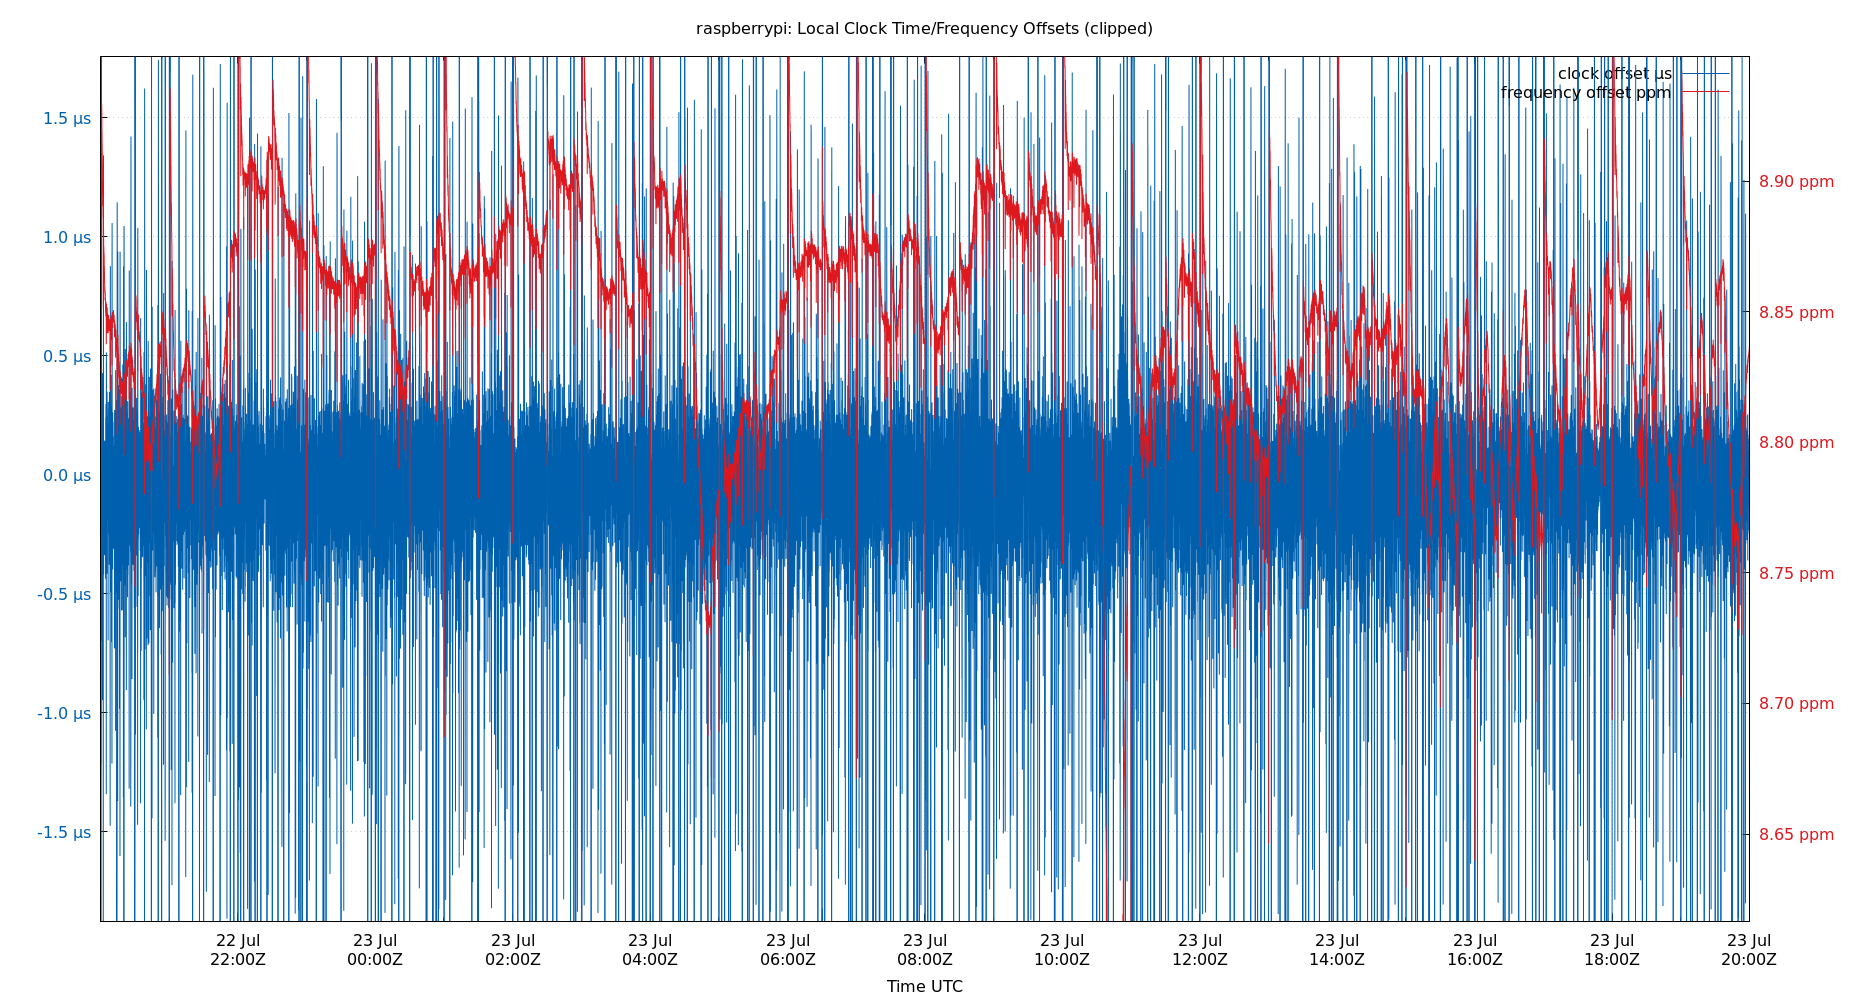 raspberrypi: Local Clock Time/Frequency Offsets (clipped)
clock offset µs
frequency offset ppm
1.5 µs
1.0 µs
0.5 µs
0.0 µs
-0.5 µs
-1.0 µs
-1.5 µs
8.90 ppm
8.85 ppm
8.80 ppm
8.75 ppm
8.70 ppm
8.65 ppm
22 Jul
22:00Z
23 Jul
00:00Z
23 Jul
02:00Z
23 Jul
04:00Z
23 Jul
06:00Z
23 Jul
08:00Z
23 Jul
10:00Z
23 Jul
12:00Z
23 Jul
14:00Z
23 Jul
16:00Z
23 Jul
18:00Z
23 Jul
20:00Z
Time UTC